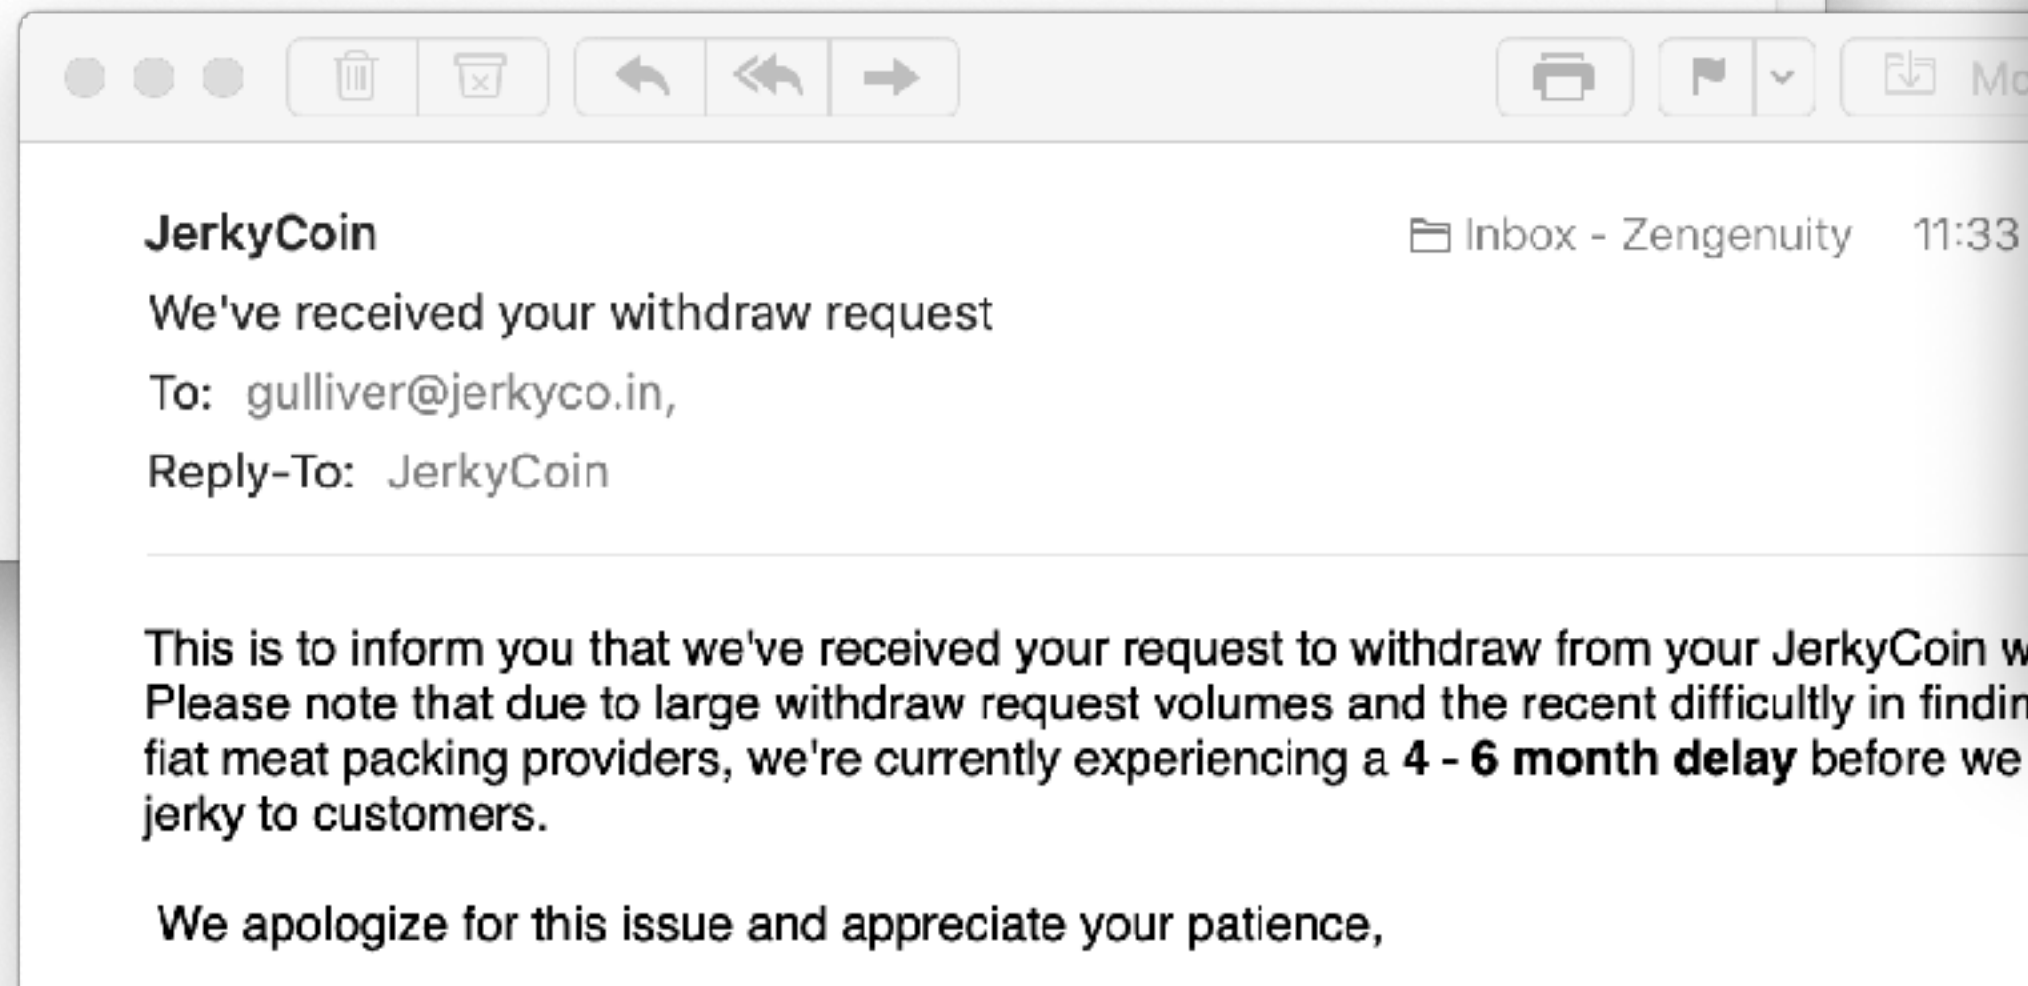 Mo
JerkyCoin
Inbox - Zengenuity 11:33
We've received your withdraw request
To: gulliver@jerkyco.in,
Reply-To: JerkyCoin
This is to inform you that we've received your request to withdraw from your JerkyCoin w
Please note that due to large withdraw request volumes and the recent difficultly in findin
fiat meat packing providers, we're currently experiencing a 4 - 6 month delay before we
jerky to customers.
We apologize for this issue and appreciate your patience,